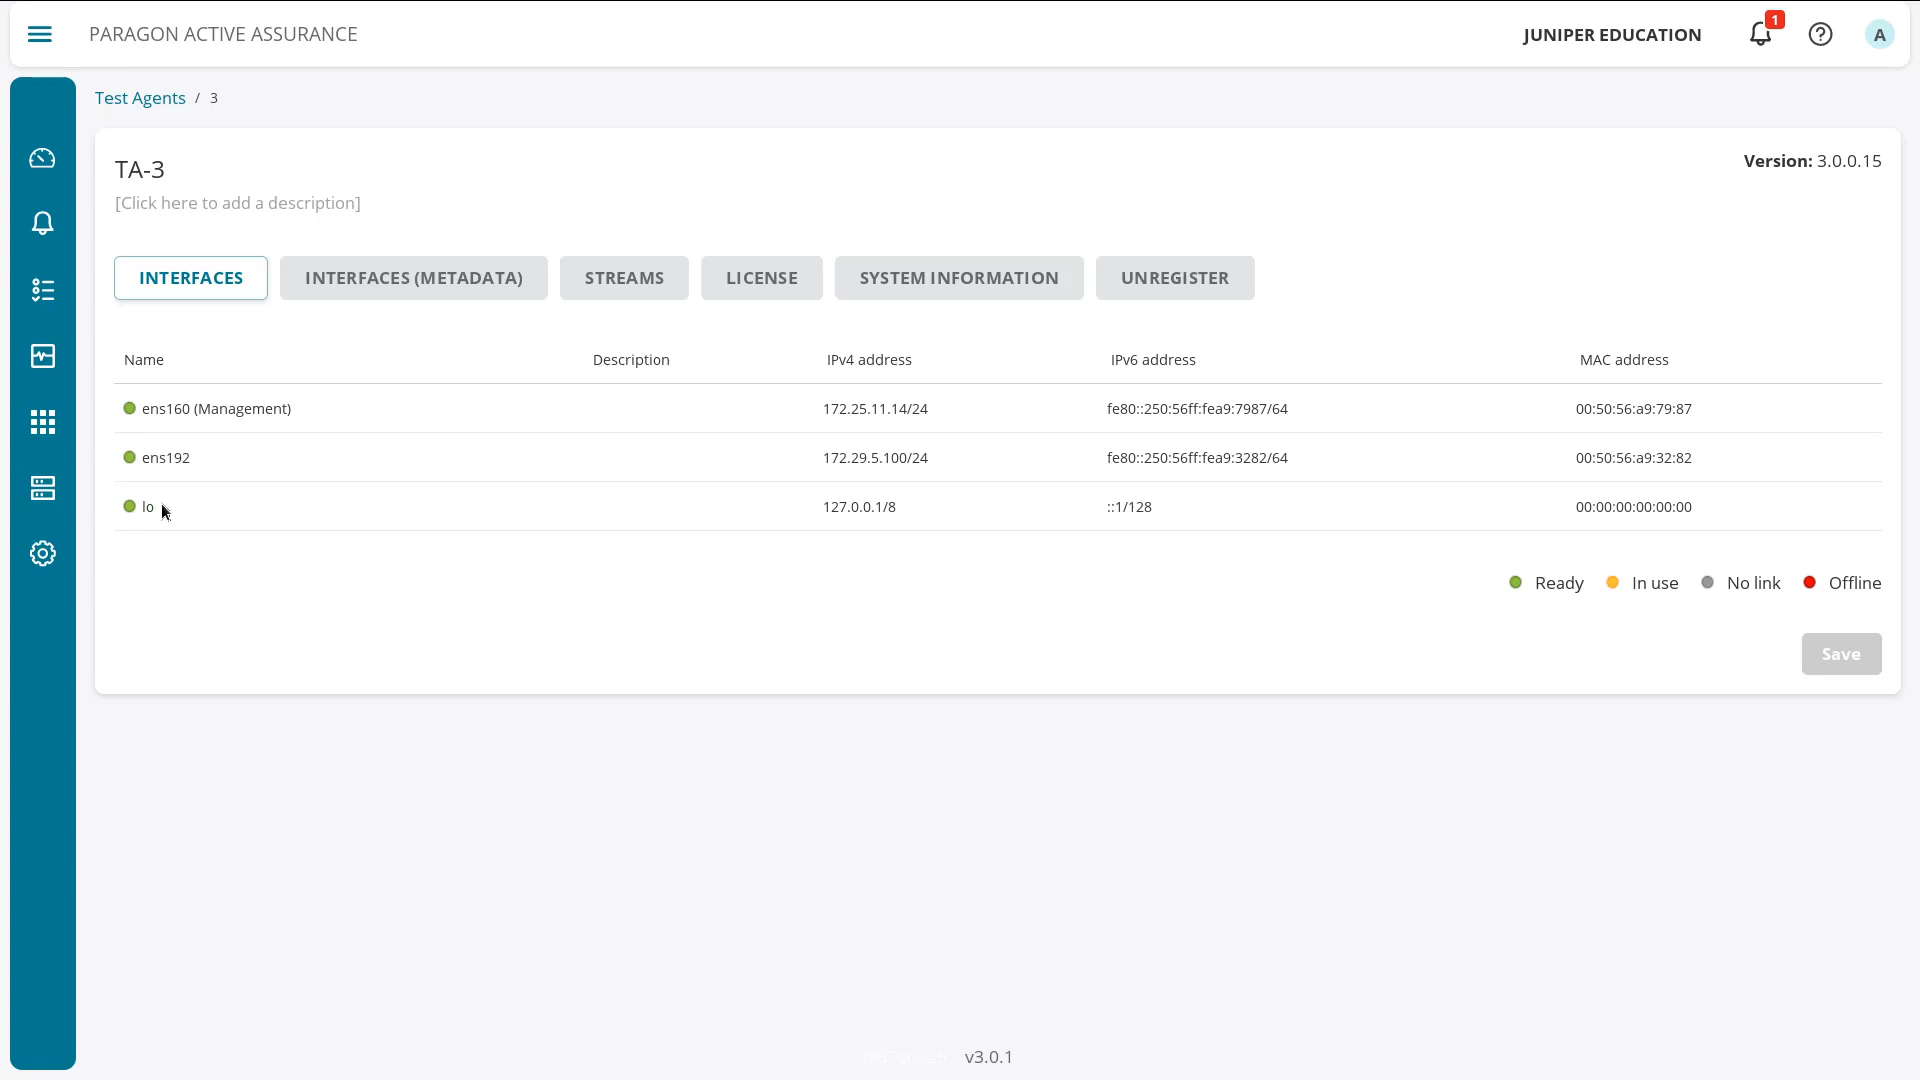 PARAGON ACTIVE ASSURANCE
JUNIPER EDUCATION
1
A
Test Agents / 3
TA-3
Version: 3.0.0.15
[Click here to add a description]
INTERFACES INTERFACES (METADATA) STREAMS LICENSE SYSTEM INFORMATION UNREGISTER
Name Description IPv4 address IPv6 address MAC address
ens160 (Management) 172.25.11.14/24 fe80::250:56ff:fea9:7987/64 00:50:56:a9:79:87
ens192 172.29.5.100/24 fe80::250:56ff:fea9:3282/64 00:50:56:a9:32:82
lo 127.0.0.1/8 ::1/128 00:00:00:00:00:00
Ready In use No link Offline
Save
v3.0.1